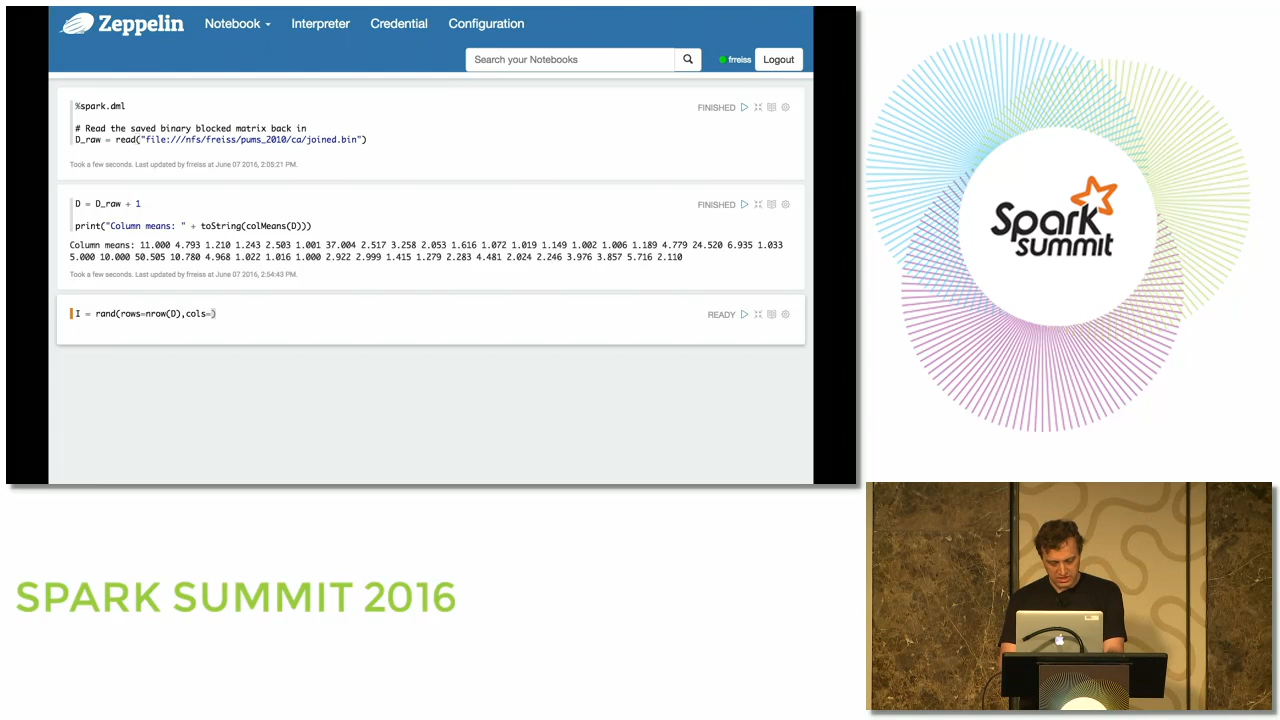 Zeppelin Notebook Interpreter Credential Configuration
Search your Notebooks frreiss Logout
%spark.dml FINISHED
# Read the saved binary blocked matrix back in
D_raw = read("file:///nfs/freiss/pums_2010/ca/joined.bin")
Took a few seconds. Last updated by frreiss at June 07 2016, 2:05:21 PM.
D = D_raw + 1 FINISHED
print("Column means: " + toString(colMeans(D)))
Column means: 11.000 4.793 1.210 1.243 2.503 1.001 37.004 2.517 3.258 2.053 1.616 1.072 1.019 1.149 1.002 1.006 1.189 4.779 24.520 6.935 1.033
5.000 10.000 50.505 10.780 4.968 1.022 1.016 1.000 2.922 2.999 1.415 1.279 2.283 4.481 2.024 2.246 3.976 3.857 5.716 2.110
Took a few seconds. Last updated by frreiss at June 07 2016, 2:54:43 PM.
I = rand(rows=nrow(D),cols=) READY
Spark
summit
SPARK SUMMIT 2016